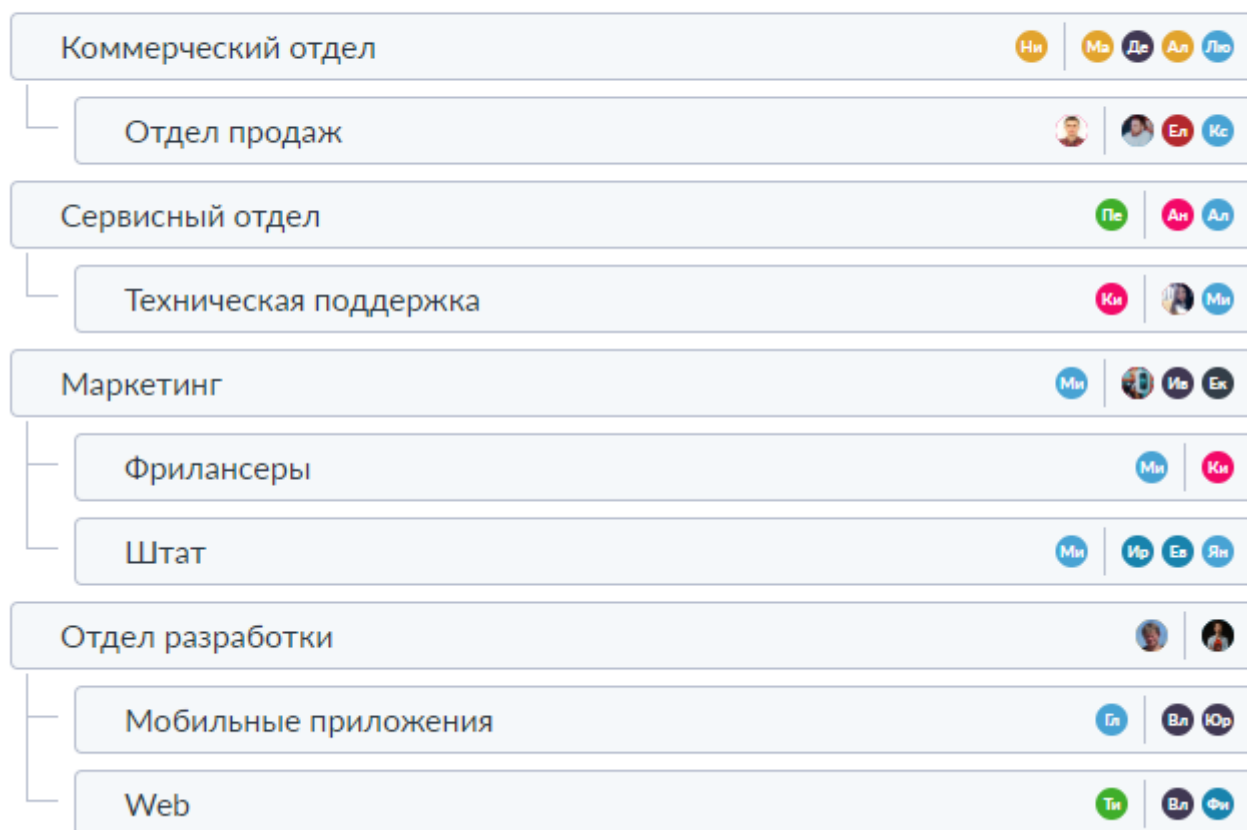 Коммерческий отдел Ни Ма Де Ал Лю
Отдел продаж Ел Кс
Сервисный отдел Пе Ан Ал
Техническая поддержка Ки Ми
Маркетинг Ми Ив Ек
Фрилансеры Ми Ки
Штат Ми Ир Ев Ян
Отдел разработки
Мобильные приложения Гл Вл Юр
Web Ти Вл Фи